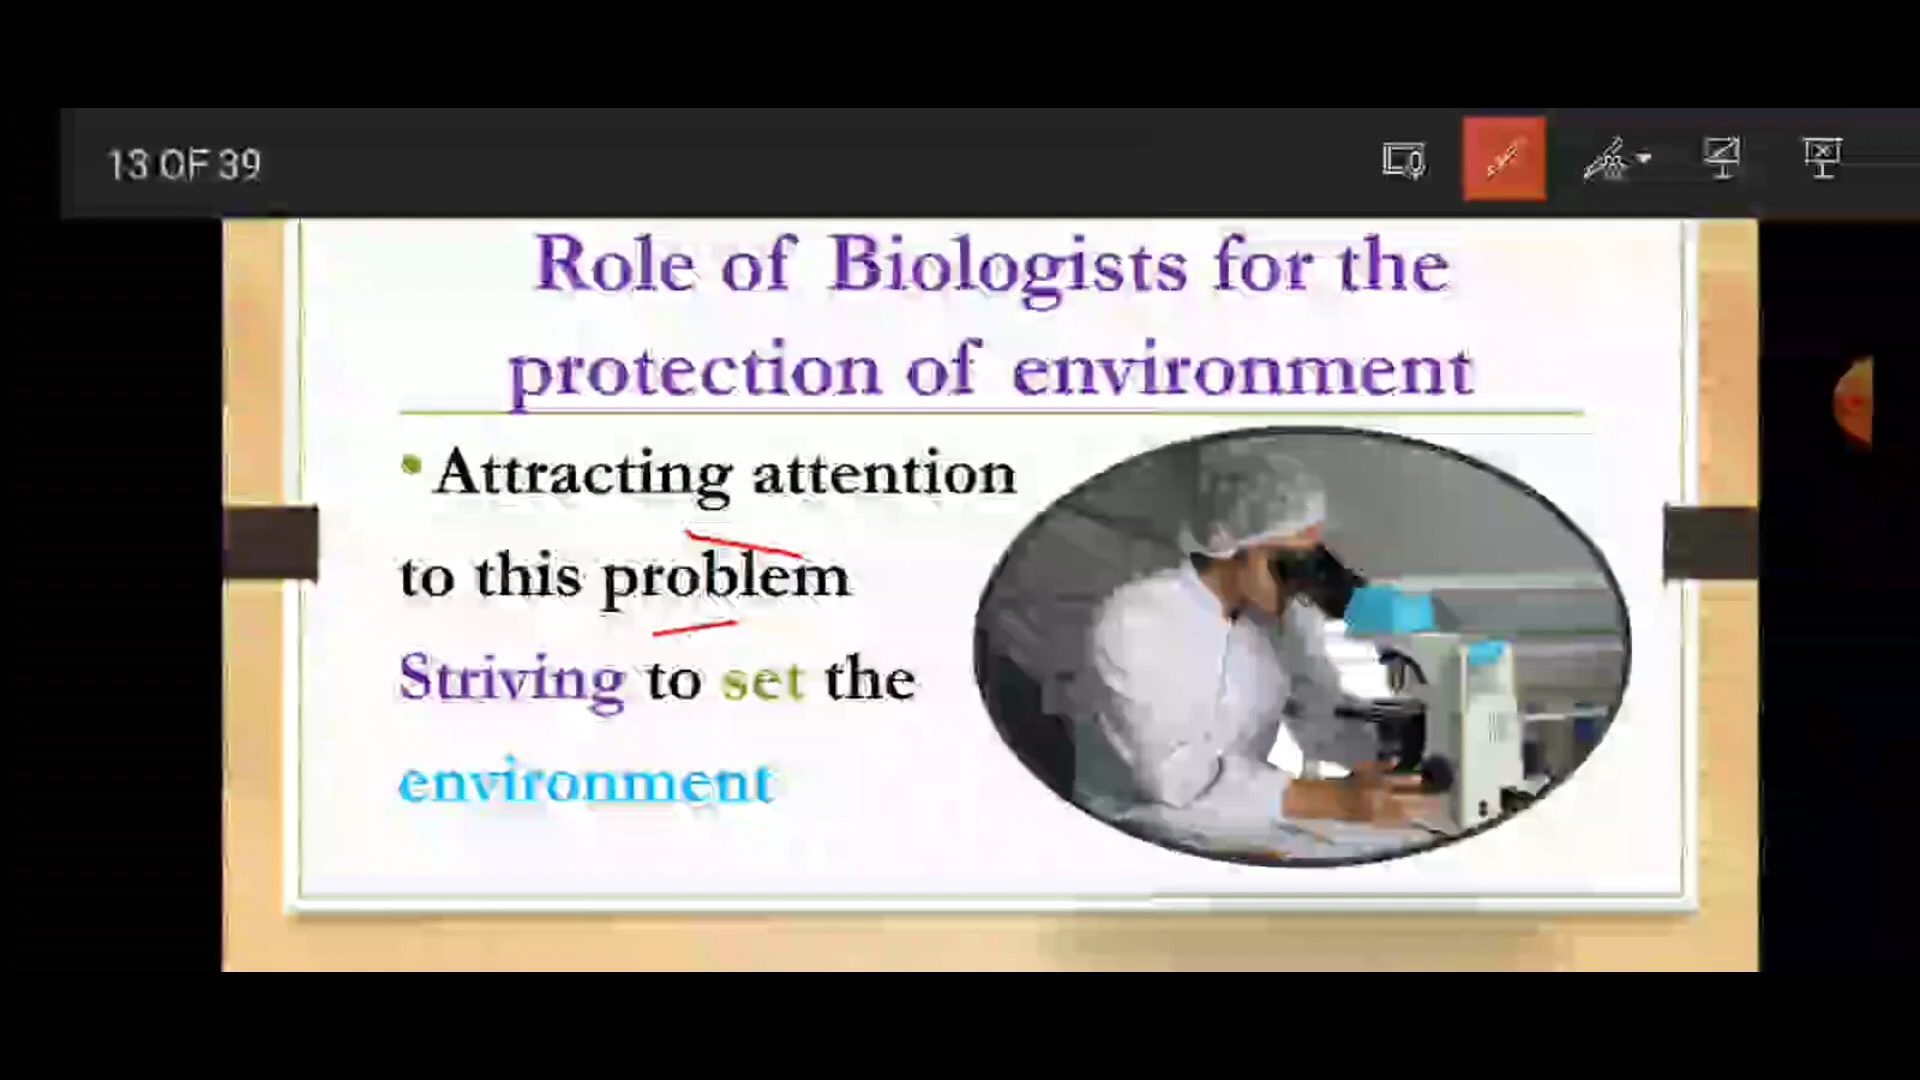 13 OF 39
Role of Biologists for the
protection of environment
• Attracting attention
to this problem
Striving to set the
environment